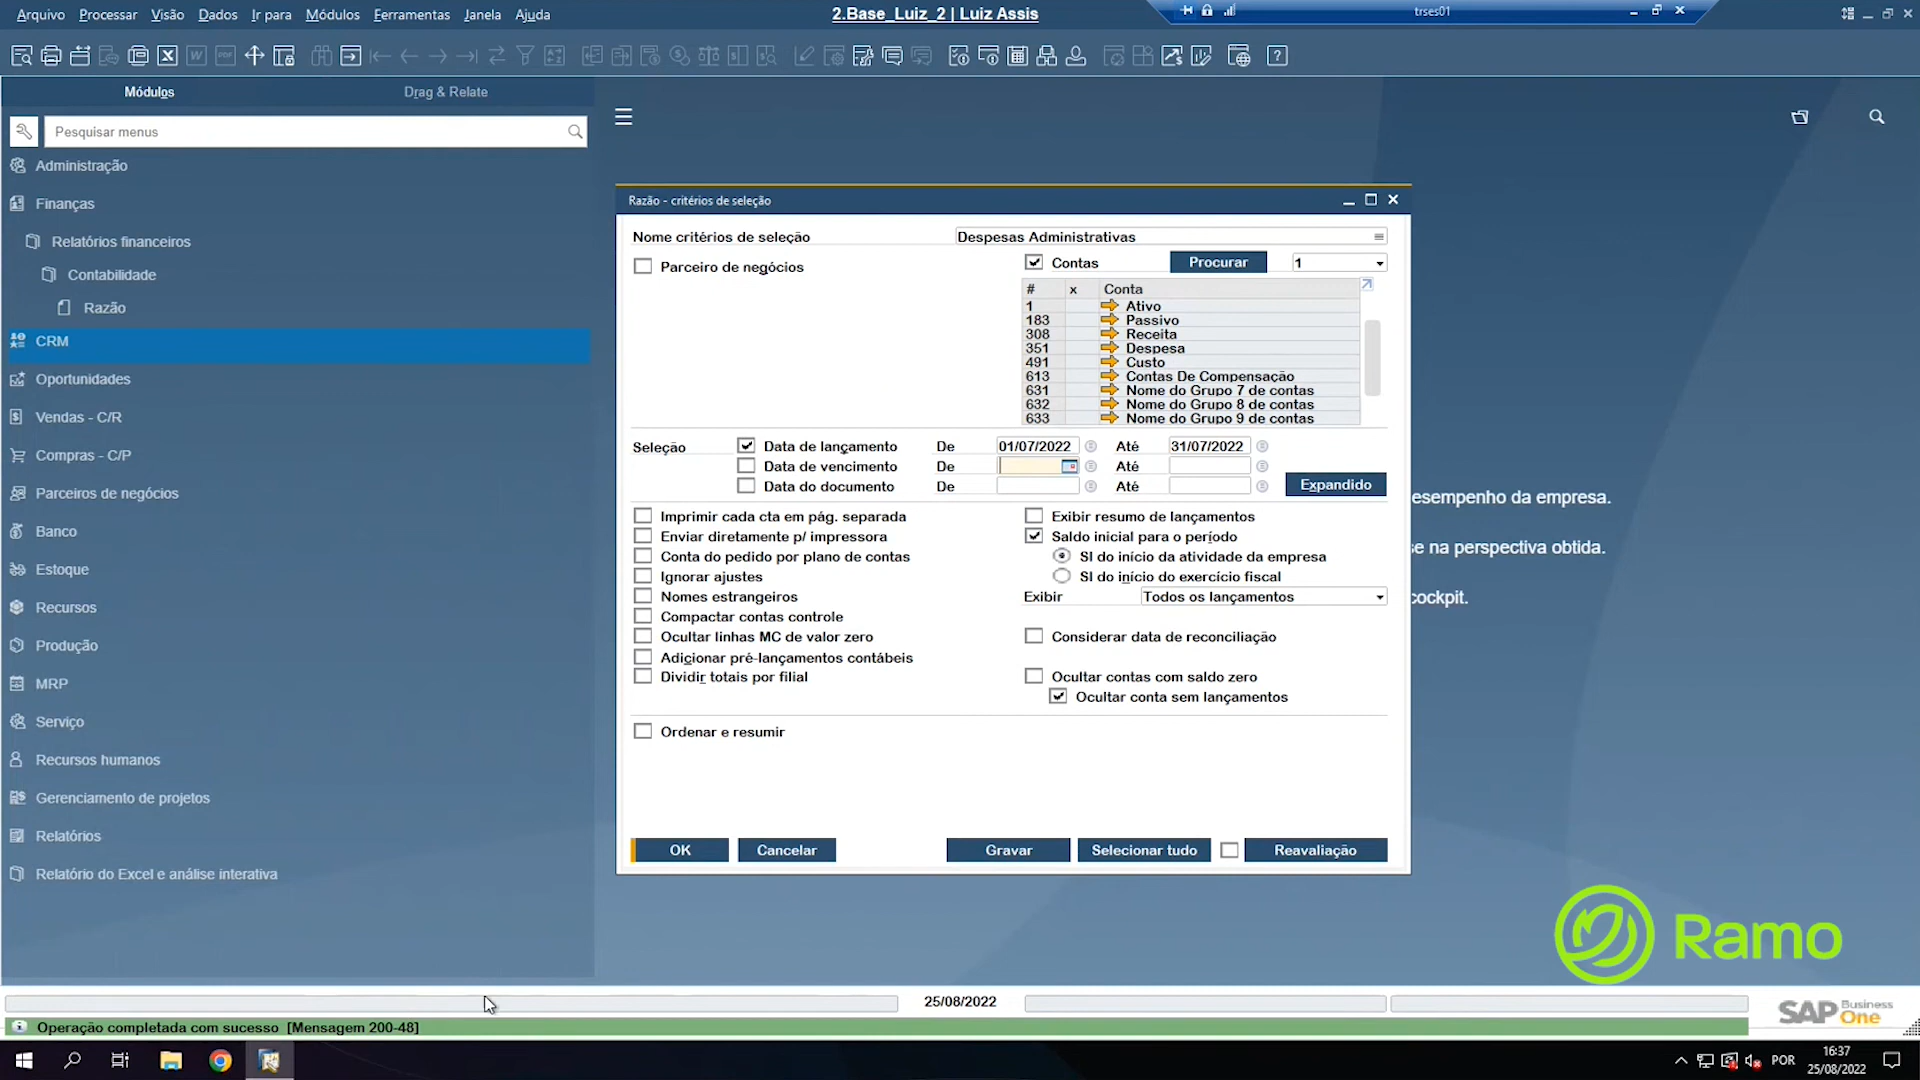 Arquivo Processar Visão Dados Ir para Módulos Ferramentas Janela Ajuda
2.Base_Luiz_2 | Luiz Assis
trses01
Módulos
Drag & Relate
Pesquisar menus
Administração
Finanças
Relatórios financeiros
Contabilidade
Razão
CRM
Oportunidades
Vendas - C/R
Compras - C/P
Parceiros de negócios
Banco
Estoque
Recursos
Produção
MRP
Serviço
Recursos humanos
Gerenciamento de projetos
Relatórios
Relatório do Excel e análise interativa
Razão - critérios de seleção
Nome critérios de seleção Despesas Administrativas
Parceiro de negócios
Contas Procurar 1
# x Conta
1 Ativo
183 Passivo
308 Receita
351 Despesa
491 Custo
613 Contas De Compensação
631 Nome do Grupo 7 de contas
632 Nome do Grupo 8 de contas
633 Nome do Grupo 9 de contas
Seleção Data de lançamento De 01/07/2022 Até 31/07/2022
Data de vencimento De Até
Data do documento De Até
Expandido
Imprimir cada cta em pág. separada
Enviar diretamente p/ impressora
Conta do pedido por plano de contas
Ignorar ajustes
Nomes estrangeiros
Compactar contas controle
Ocultar linhas MC de valor zero
Adicionar pré-lançamentos contábeis
Dividir totais por filial
Exibir resumo de lançamentos
Saldo inicial para o período
SI do início da atividade da empresa
SI do início do exercício fiscal
Exibir Todos os lançamentos
Considerar data de reconciliação
Ocultar contas com saldo zero
Ocultar conta sem lançamentos
Ordenar e resumir
OK Cancelar Gravar Selecionar tudo Reavaliação
esempenho da empresa.
se na perspectiva obtida.
cockpit.
Ramo
25/08/2022
SAP Business One
Operação completada com sucesso [Mensagem 200-48]
POR
16:37
25/08/2022